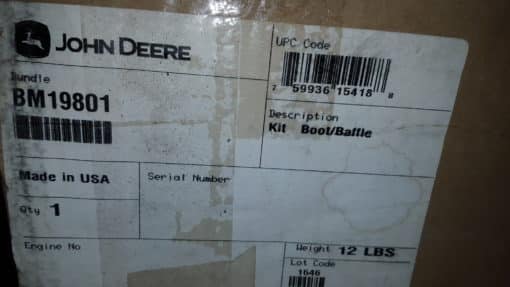 JOHN DEERE
UPC Code
7 59936 15418 8
Bundle
BM19801
Description
Kit Boot/Baffle
Made in USA
Serial Number
Qty 1
Engine No
Weight 12 LBS
Lot Code
1646